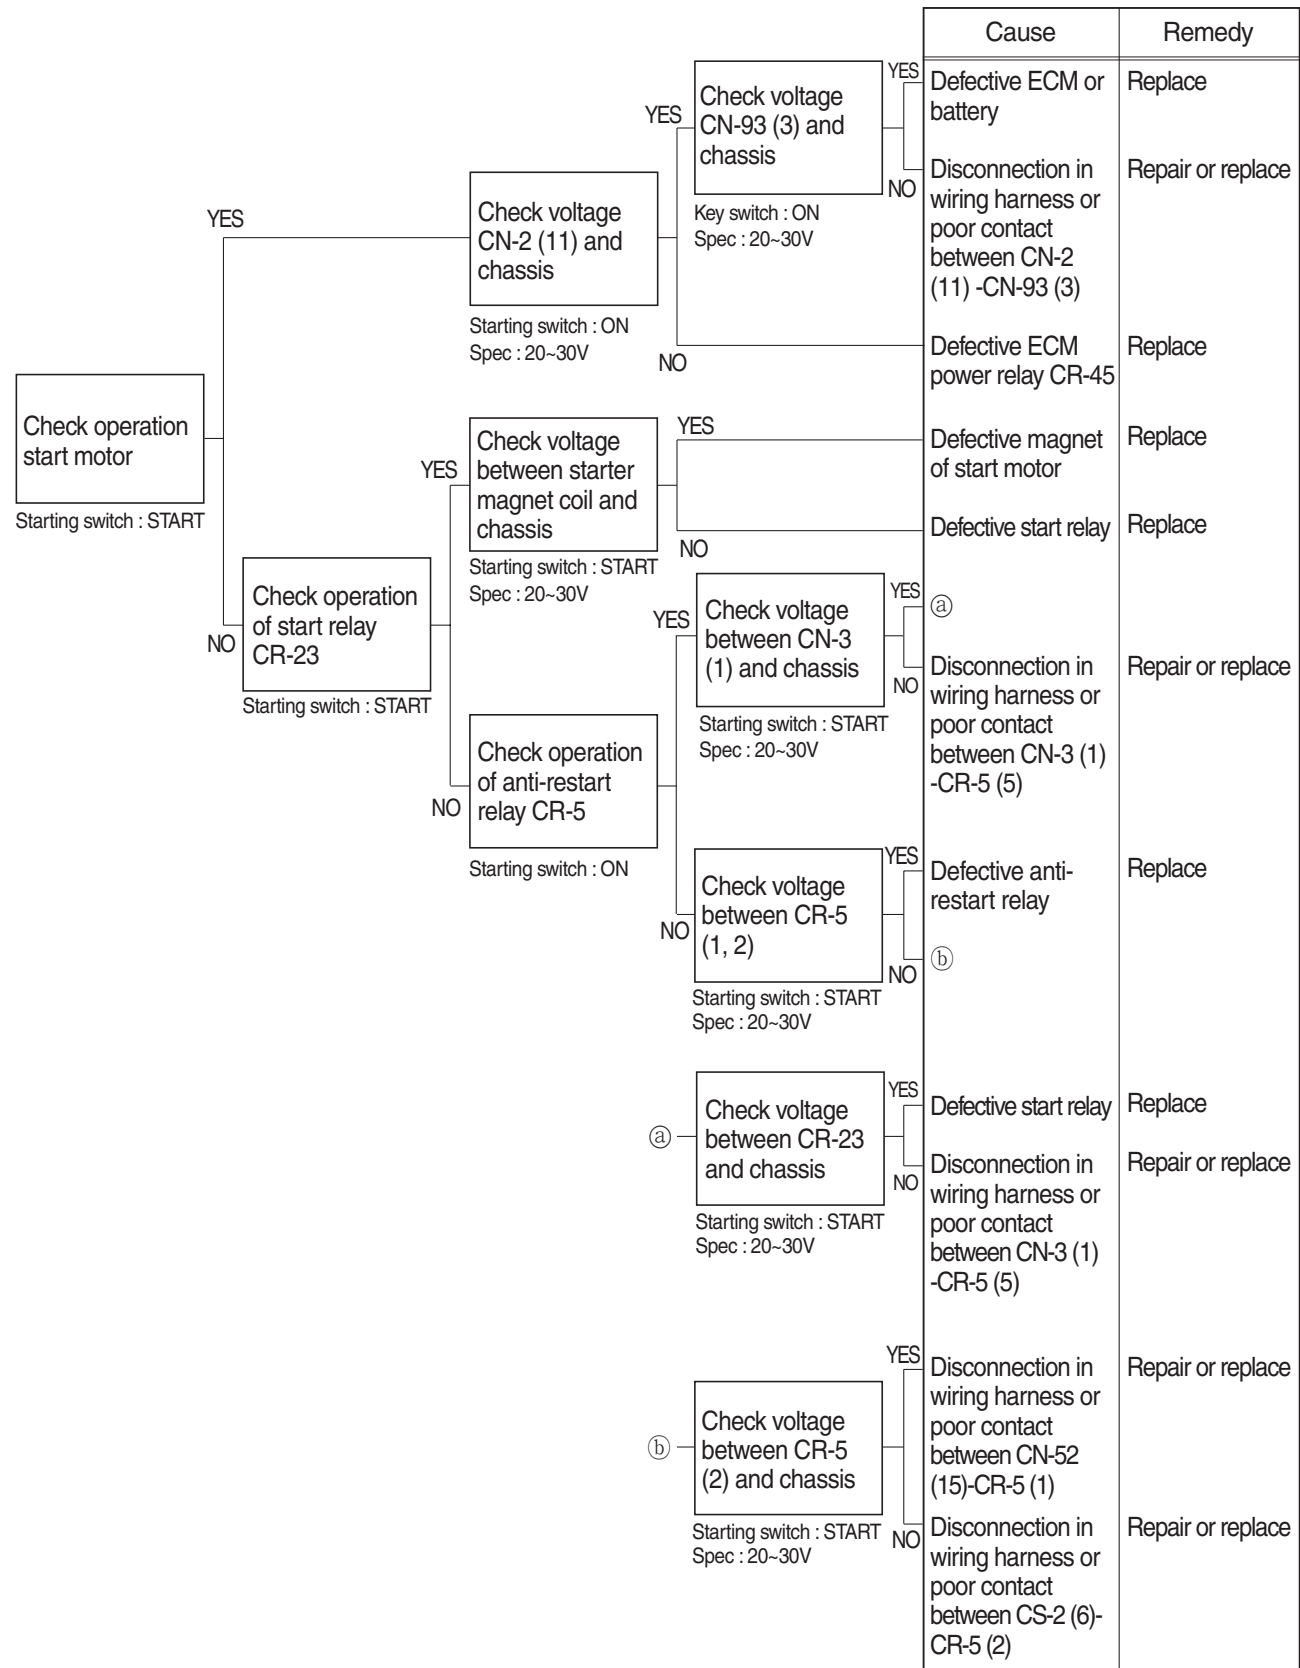 Cause
Remedy
Check operation
start motor
Starting switch : START
YES
Check voltage
CN-2 (11) and
chassis
Starting switch : ON
Spec : 20~30V
YES
Check voltage
CN-93 (3) and
chassis
Key switch : ON
Spec : 20~30V
YES
Defective ECM or
battery
Replace
NO
Disconnection in
wiring harness or
poor contact
between CN-2
(11) -CN-93 (3)
Repair or replace
NO
Defective ECM
power relay CR-45
Replace
NO
Check operation
of start relay
CR-23
Starting switch : START
YES
Check voltage
between starter
magnet coil and
chassis
Starting switch : START
Spec : 20~30V
YES
Defective magnet
of start motor
Replace
NO
Defective start relay
Replace
NO
Check operation
of anti-restart
relay CR-5
Starting switch : ON
YES
Check voltage
between CN-3
(1) and chassis
Starting switch : START
Spec : 20~30V
YES
ⓐ
NO
Disconnection in
wiring harness or
poor contact
between CN-3 (1)
-CR-5 (5)
Repair or replace
NO
Check voltage
between CR-5
(1, 2)
Starting switch : START
Spec : 20~30V
YES
Defective anti-
restart relay
Replace
NO
ⓑ
ⓐ
Check voltage
between CR-23
and chassis
Starting switch : START
Spec : 20~30V
YES
Defective start relay
Replace
NO
Disconnection in
wiring harness or
poor contact
between CN-3 (1)
-CR-5 (5)
Repair or replace
ⓑ
Check voltage
between CR-5
(2) and chassis
Starting switch : START
Spec : 20~30V
YES
Disconnection in
wiring harness or
poor contact
between CN-52
(15)-CR-5 (1)
Repair or replace
NO
Disconnection in
wiring harness or
poor contact
between CS-2 (6)-
CR-5 (2)
Repair or replace